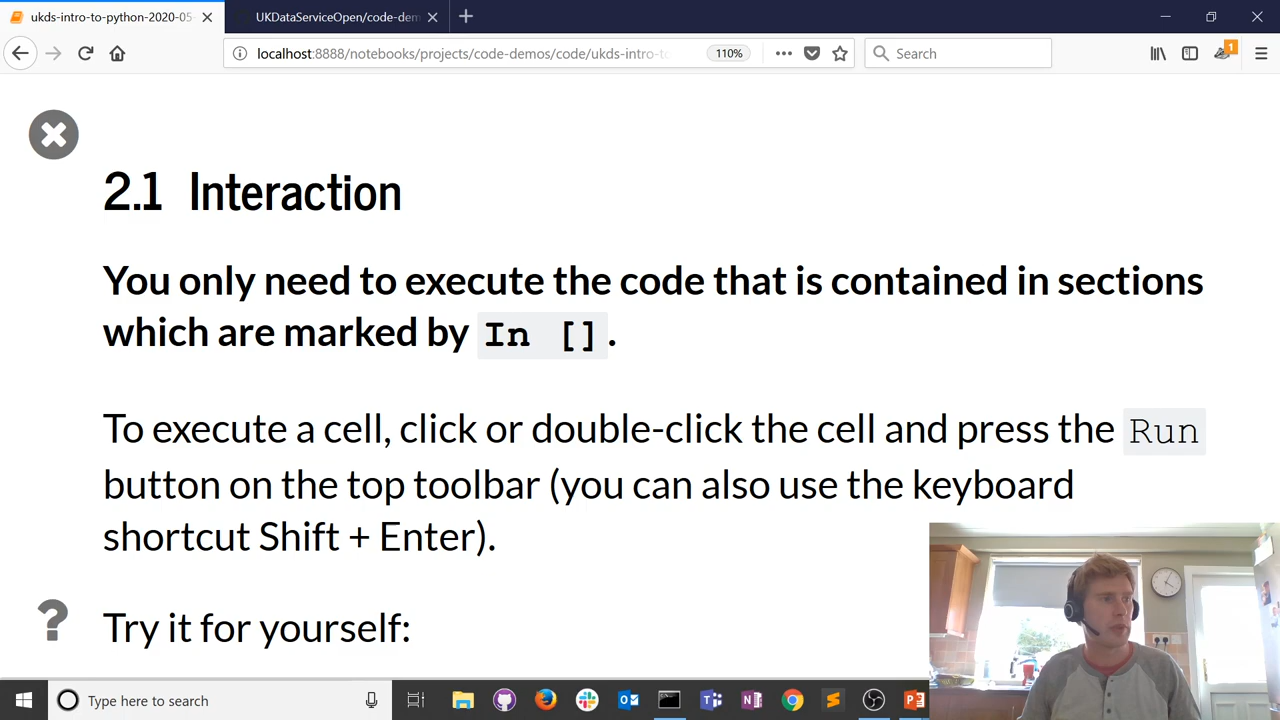 ukds-intro-to-python-2020-05-
UKDataServiceOpen/code-dem
localhost:8888/notebooks/projects/code-demos/code/ukds-intro-to
110%
Search
1
2.1 Interaction
You only need to execute the code that is contained in sections
which are marked by In [].
To execute a cell, click or double-click the cell and press the Run
button on the top toolbar (you can also use the keyboard
shortcut Shift + Enter).
? Try it for yourself:
Type here to search